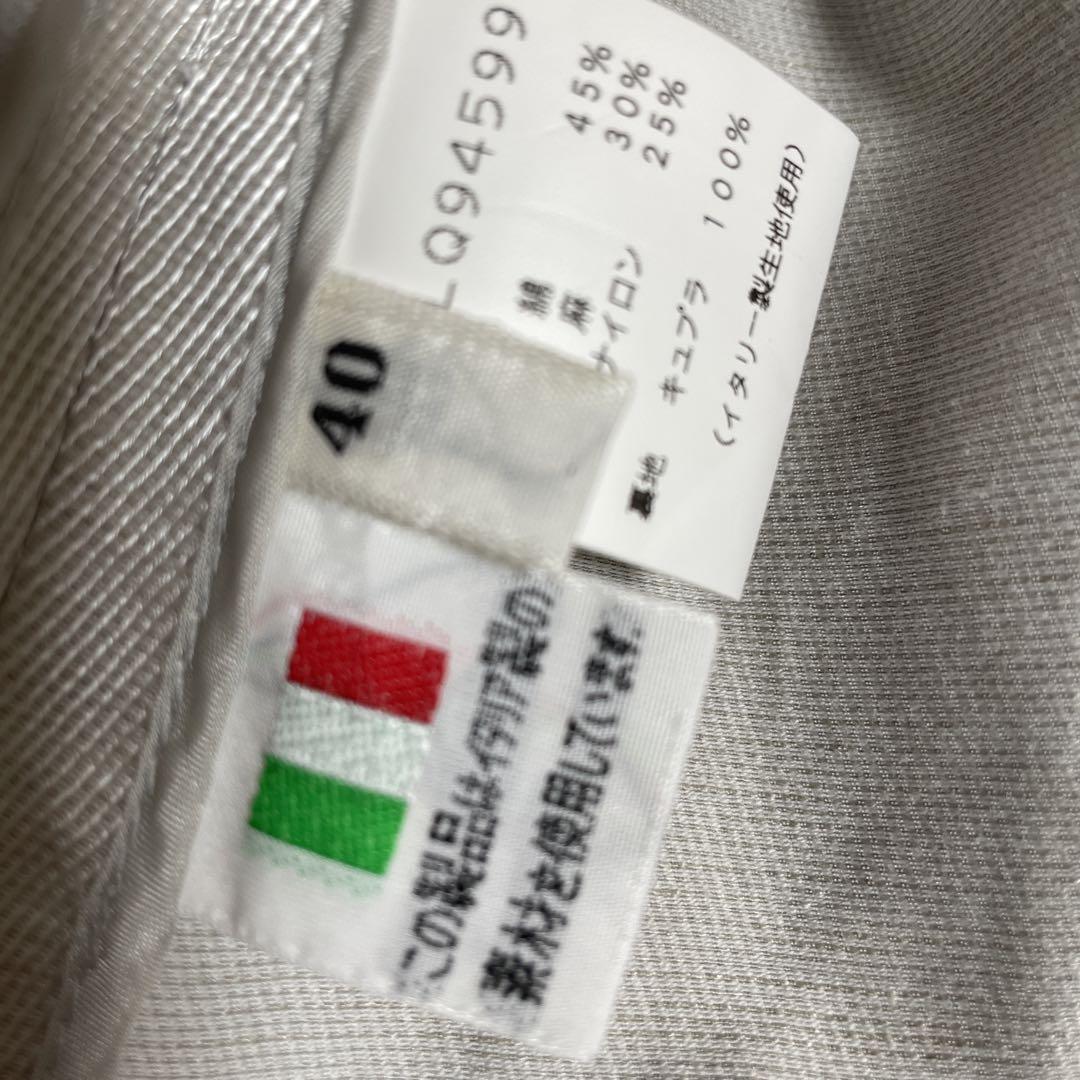 LQ94599
綿 45%
麻 30%
ナイロン 25%
裏地 キュプラ 100%
(イタリー製生地使用)
40
この製品はイタリア製の
素材を使用しています。